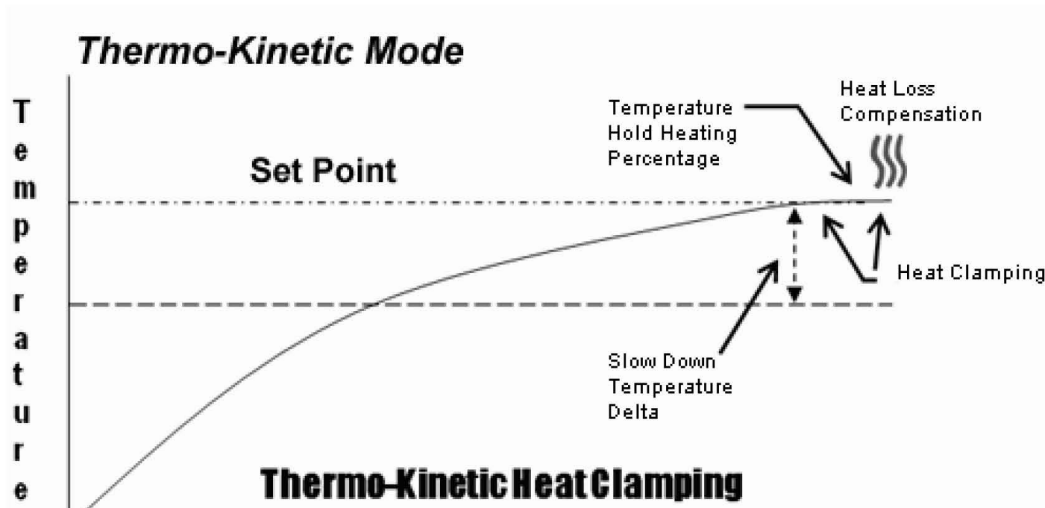 Thermo-Kinetic Mode
Temperature
Heat Loss
Compensation
Temperature
Hold Heating
Percentage
Set Point
Heat Clamping
Slow Down
Temperature
Delta
Thermo-Kinetic Heat Clamping